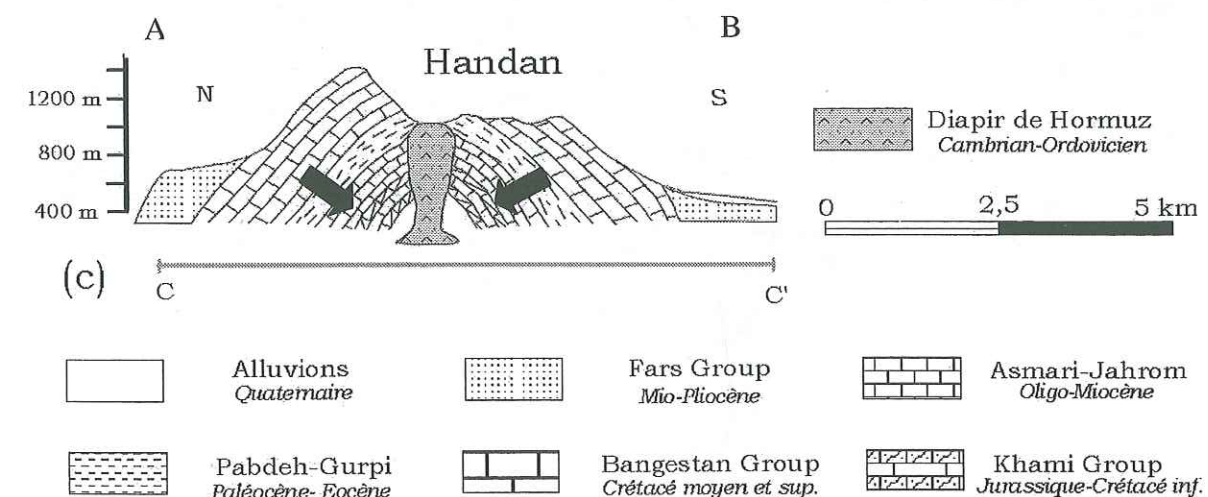 A
B
Handan
N
S
1200 m
800 m
400 m
Diapir de Hormuz
Cambrian-Ordovicien
0 2,5 5 km
(c)
C
C'
Alluvions
Quaternaire
Fars Group
Mio-Pliocène
Asmari-Jahrom
Oligo-Miocène
Pabdeh-Gurpi
Paléocène- Eocène
Bangestan Group
Crétacé moyen et sup.
Khami Group
Jurassique-Crétacé inf.